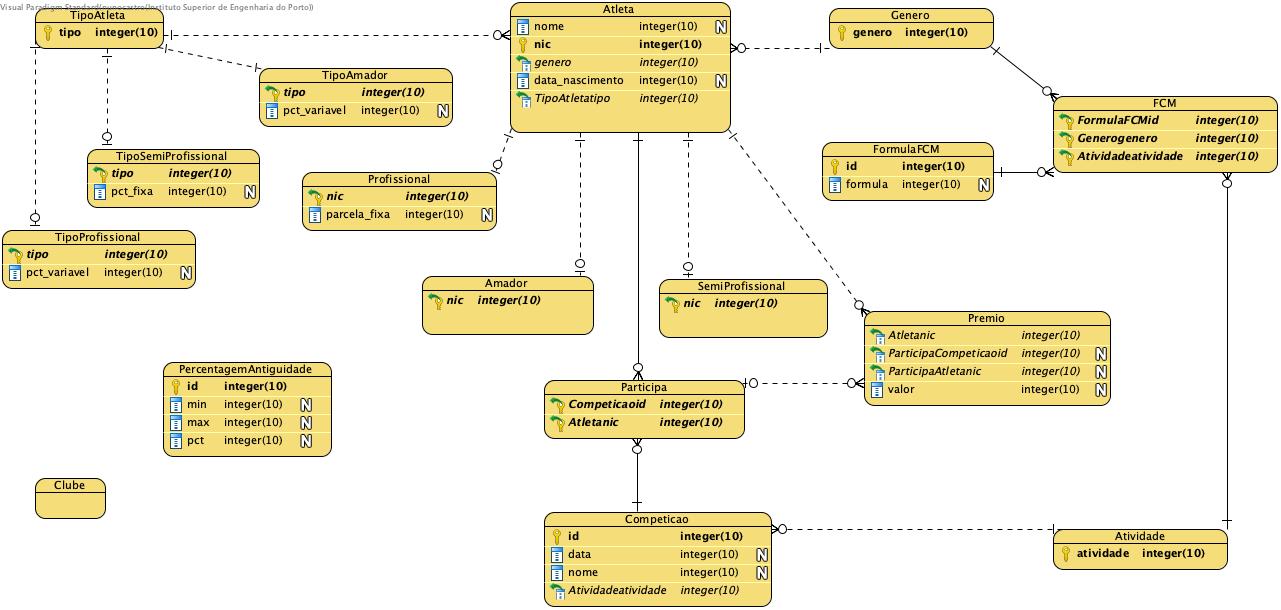 Visual Paradigm Standard(nunocastro(Instituto Superior de Engenharia do Porto))
TipoAtleta
tipo integer(10)
Atleta
nome integer(10) N
nic integer(10)
genero integer(10)
data_nascimento integer(10) N
TipoAtletatipo integer(10)
Genero
genero integer(10)
TipoAmador
tipo integer(10)
pct_variavel integer(10) N
FCM
FormulaFCMid integer(10)
Generogenero integer(10)
Atividadeatividade integer(10)
TipoSemiProfissional
tipo integer(10)
pct_fixa integer(10) N
FormulaFCM
id integer(10)
formula integer(10) N
Profissional
nic integer(10)
parcela_fixa integer(10) N
TipoProfissional
tipo integer(10)
pct_variavel integer(10) N
Amador
nic integer(10)
SemiProfissional
nic integer(10)
Premio
Atletanic integer(10)
ParticipaCompeticaoid integer(10) N
ParticipaAtletanic integer(10) N
valor integer(10) N
PercentagemAntiguidade
id integer(10)
min integer(10) N
max integer(10) N
pct integer(10) N
Participa
Competicaoid integer(10)
Atletanic integer(10)
Clube
Competicao
id integer(10)
data integer(10) N
nome integer(10) N
Atividadeatividade integer(10)
Atividade
atividade integer(10)